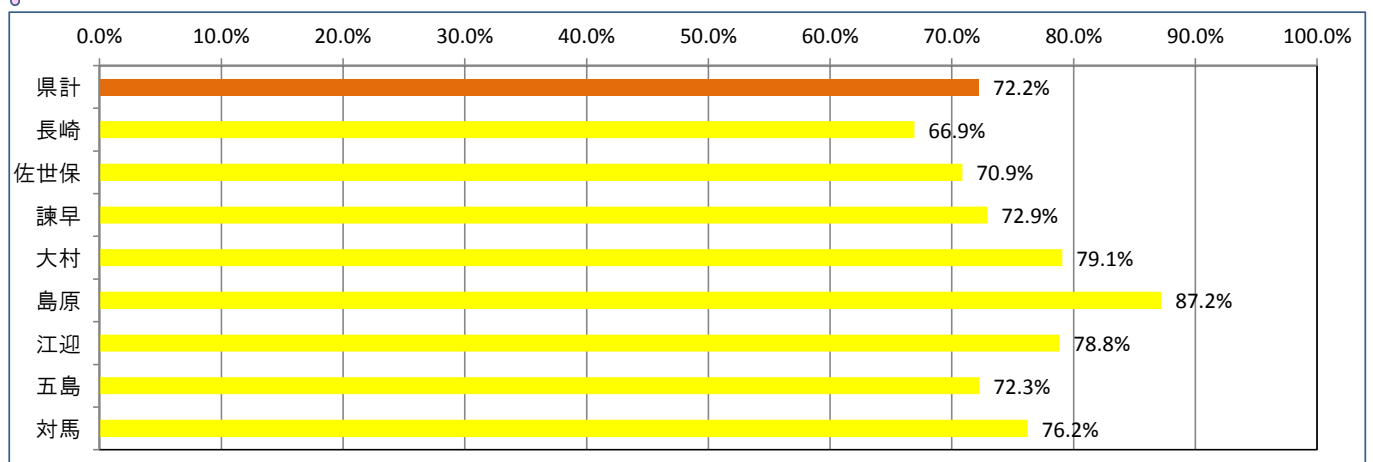 0.0% 10.0% 20.0% 30.0% 40.0% 50.0% 60.0% 70.0% 80.0% 90.0% 100.0%
県計 72.2%
長崎 66.9%
佐世保 70.9%
諫早 72.9%
大村 79.1%
島原 87.2%
江迎 78.8%
五島 72.3%
対馬 76.2%